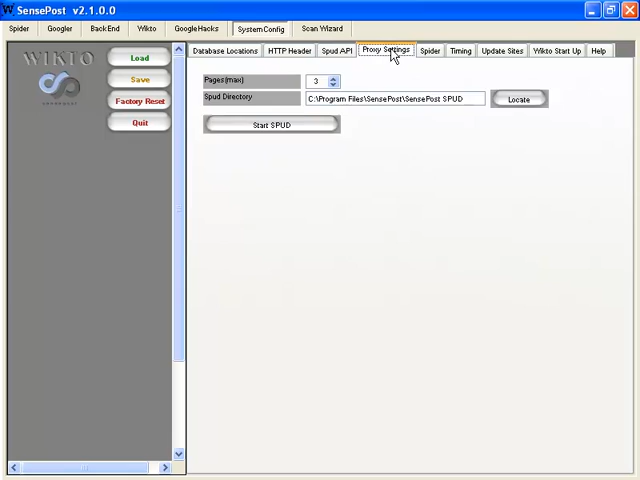 SensePost v2.1.0.0
Spider Googler BackEnd Wikto GoogleHacks SystemConfig Scan Wizard
Database Locations HTTP Header Spud API Proxy Settings Spider Timing Update Sites Wikto Start Up Help
WIKTO
Load
Save
Factory Reset
Quit
Pages(max) 3
Spud Directory C:\Program Files\SensePost\SensePost SPUD Locate
Start SPUD